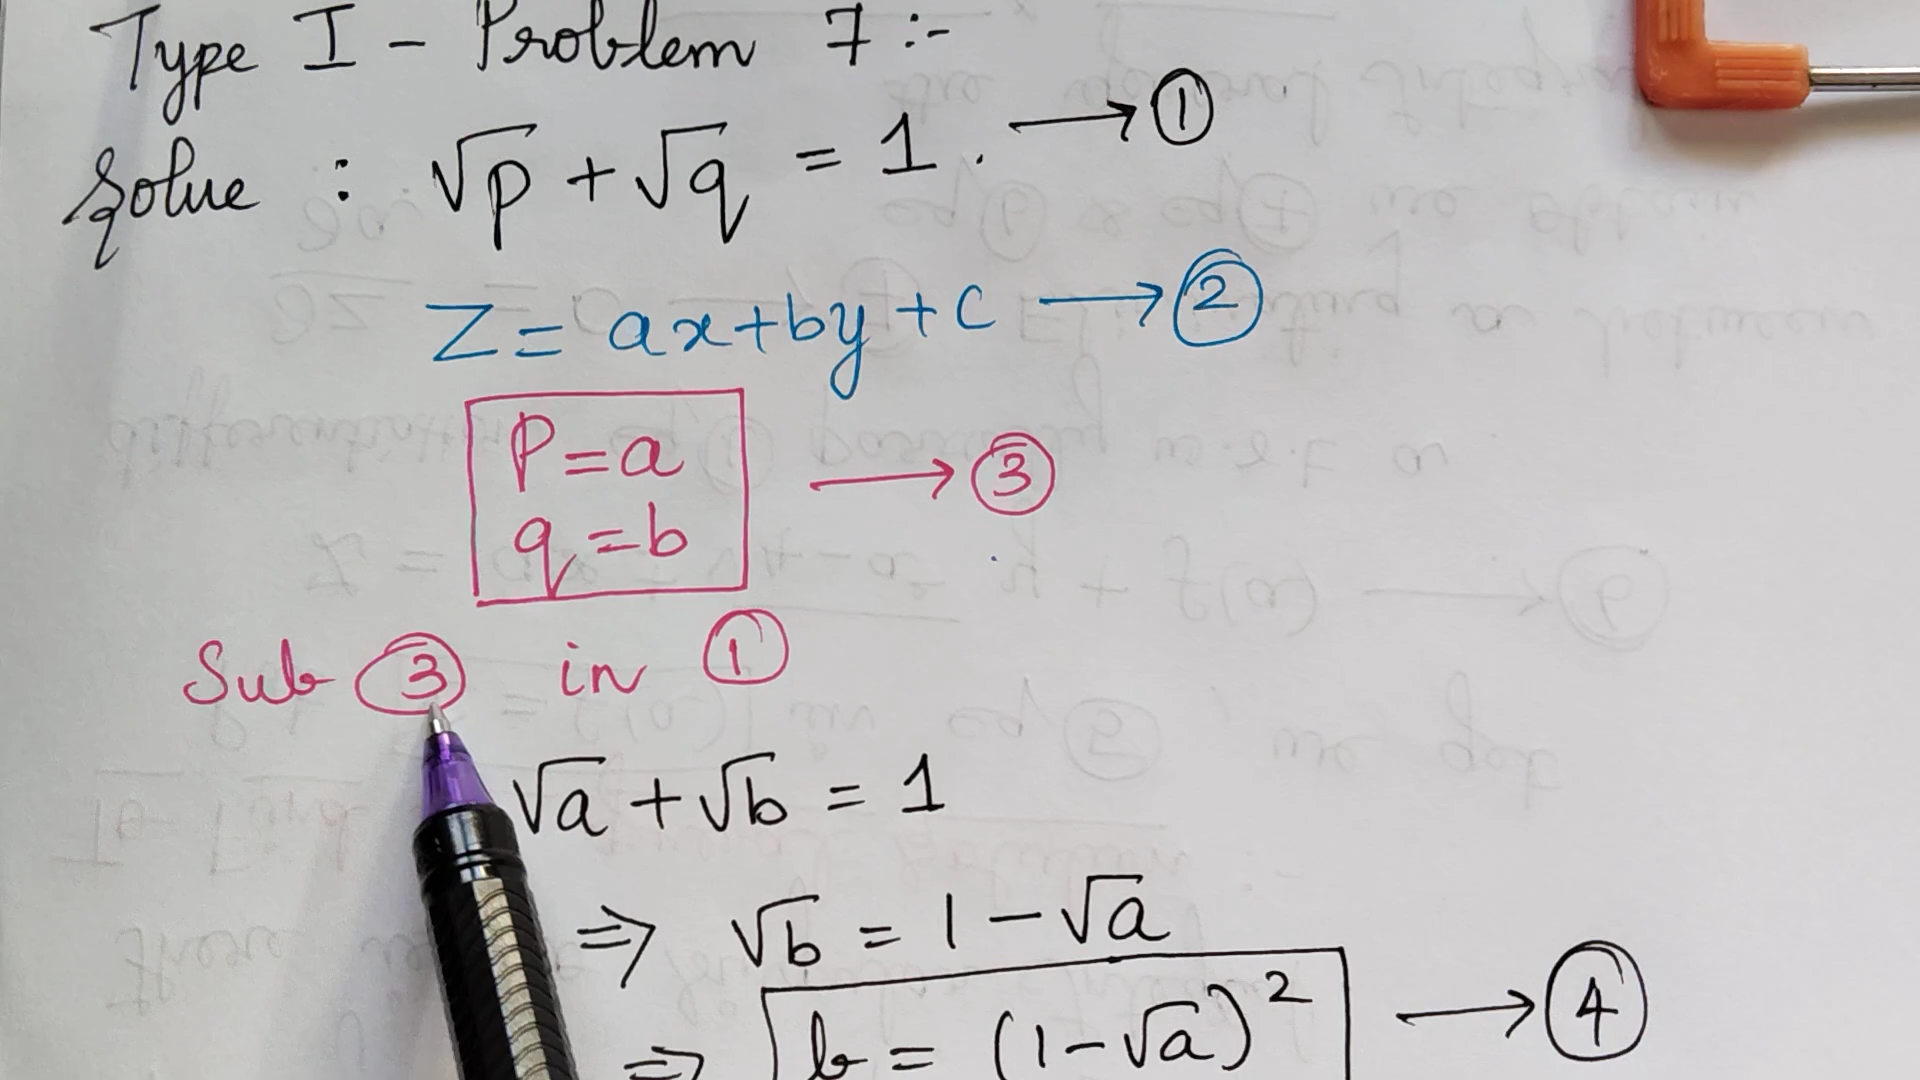 Type I - Problem 7 :-
Solve : √p + √q = 1. → ①
Z = ax + by + c → ②
P = a
q = b → ③
Sub ③ in ①
√a + √b = 1
⇒ √b = 1 - √a
⇒ b = (1 - √a)² → ④